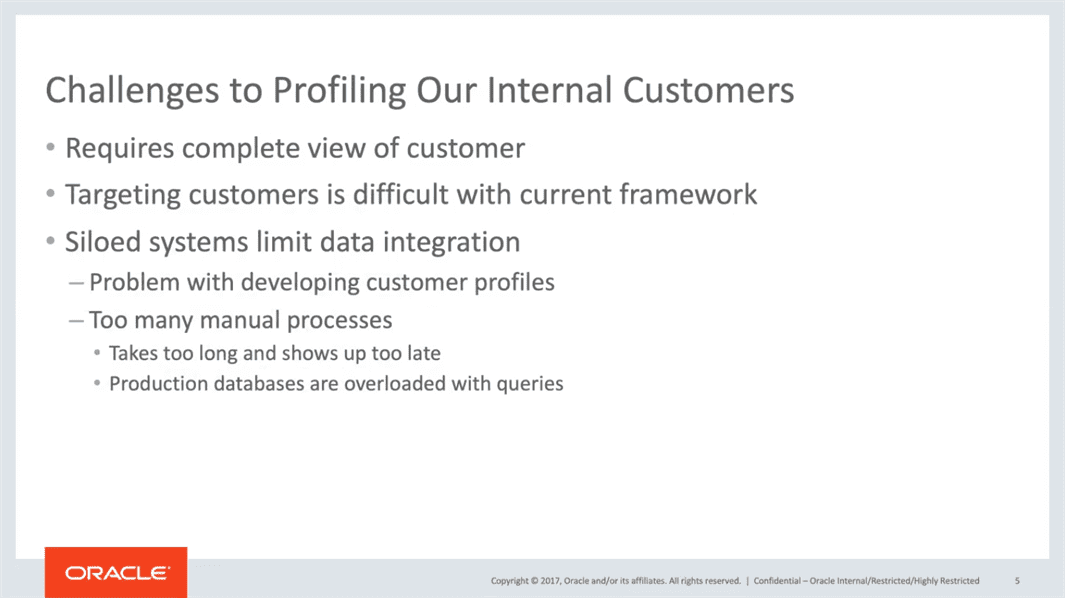 Challenges to Profiling Our Internal Customers
• Requires complete view of customer
• Targeting customers is difficult with current framework
• Siloed systems limit data integration
– Problem with developing customer profiles
– Too many manual processes
• Takes too long and shows up too late
• Production databases are overloaded with queries
ORACLE®
Copyright © 2017, Oracle and/or its affiliates. All rights reserved. | Confidential – Oracle Internal/Restricted/Highly Restricted 5